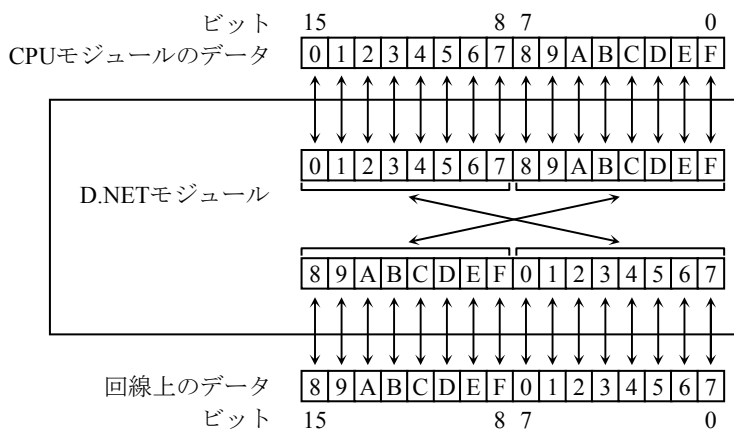 ビット 15 8 7 0
CPUモジュールのデータ 0 1 2 3 4 5 6 7 8 9 A B C D E F
0 1 2 3 4 5 6 7 8 9 A B C D E F
D.NETモジュール
8 9 A B C D E F 0 1 2 3 4 5 6 7
回線上のデータ 8 9 A B C D E F 0 1 2 3 4 5 6 7
ビット 15 8 7 0